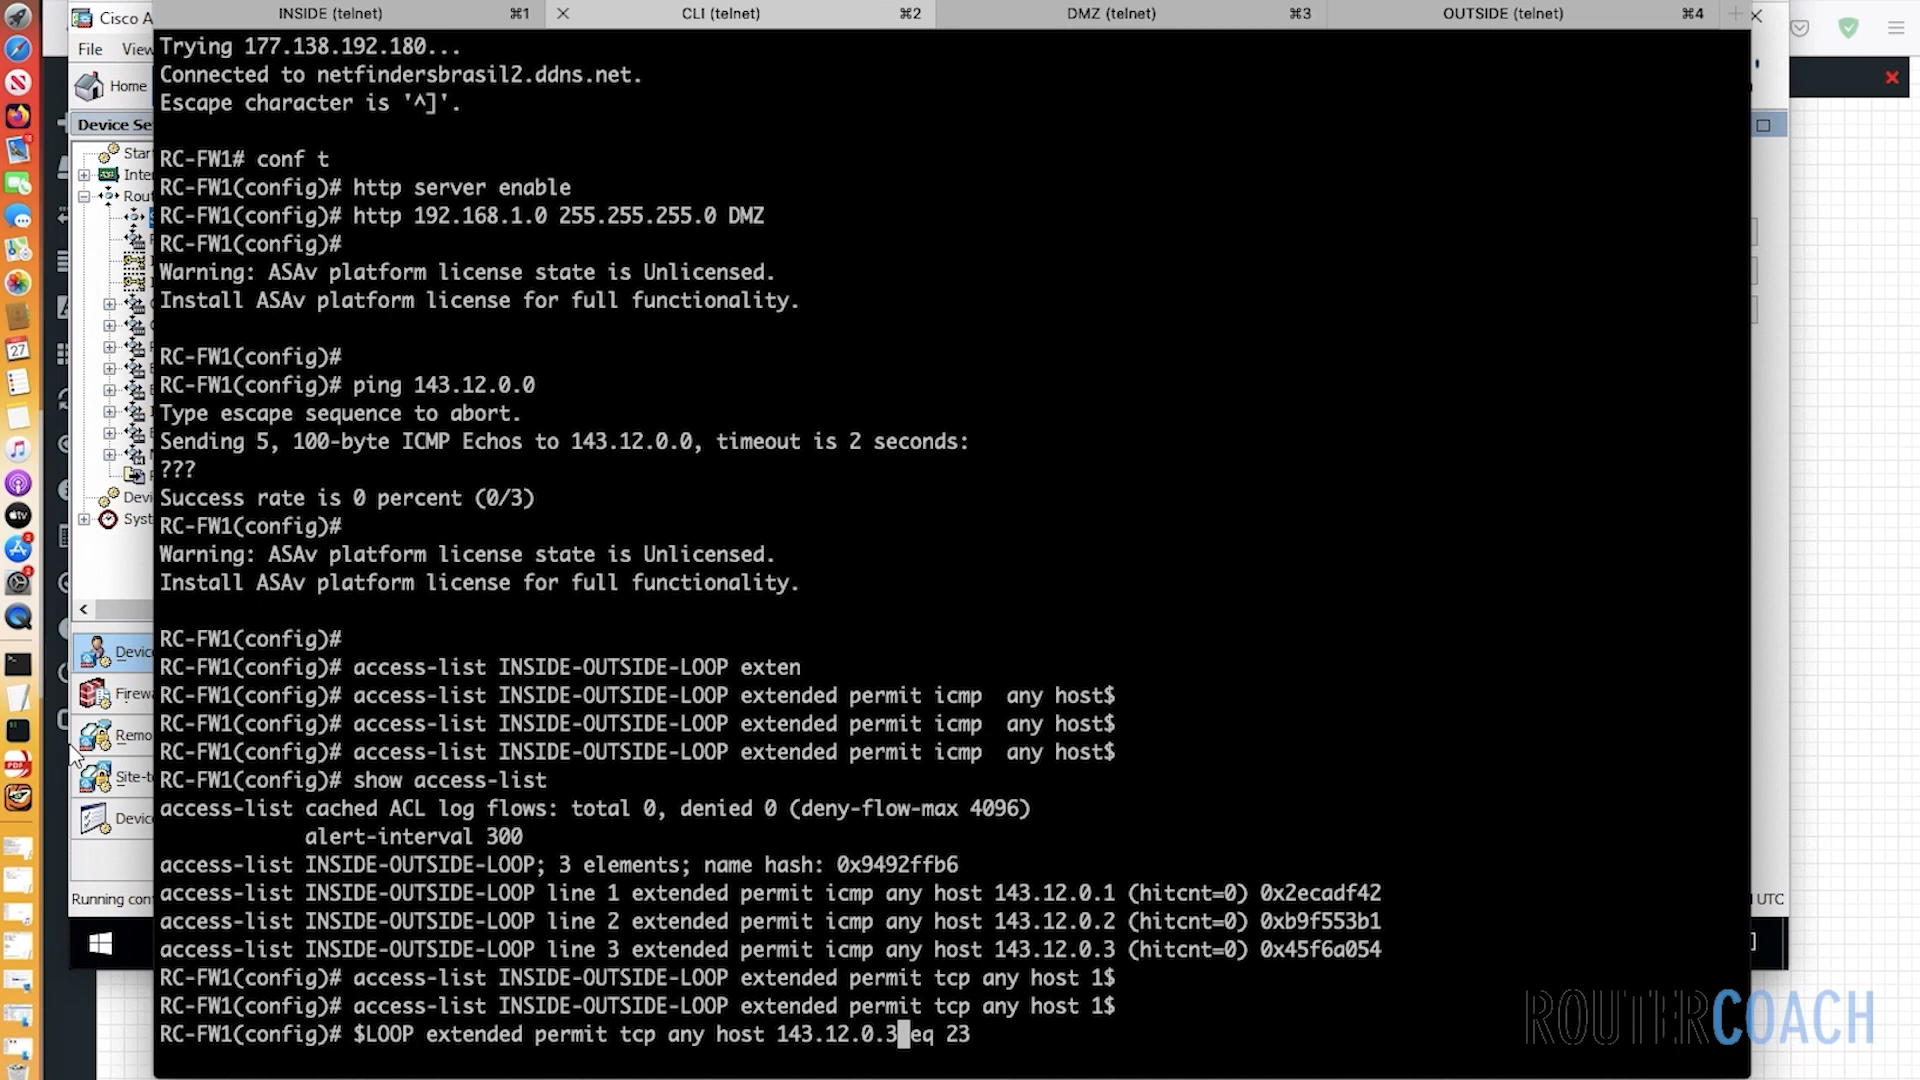 INSIDE (telnet) ⌘1
CLI (telnet) ⌘2
DMZ (telnet) ⌘3
OUTSIDE (telnet) ⌘4
Cisco A
File View
Home
Device Se
Star
Inter
Rout
Devi
Syst
Device
Firewa
Remo
Site-to
Device
Running conf
27
UTC
Trying 177.138.192.180...
Connected to netfindersbrasil2.ddns.net.
Escape character is '^]'.
RC-FW1# conf t
RC-FW1(config)# http server enable
RC-FW1(config)# http 192.168.1.0 255.255.255.0 DMZ
RC-FW1(config)#
Warning: ASAv platform license state is Unlicensed.
Install ASAv platform license for full functionality.
RC-FW1(config)#
RC-FW1(config)# ping 143.12.0.0
Type escape sequence to abort.
Sending 5, 100-byte ICMP Echos to 143.12.0.0, timeout is 2 seconds:
???
Success rate is 0 percent (0/3)
RC-FW1(config)#
Warning: ASAv platform license state is Unlicensed.
Install ASAv platform license for full functionality.
RC-FW1(config)#
RC-FW1(config)# access-list INSIDE-OUTSIDE-LOOP exten
RC-FW1(config)# access-list INSIDE-OUTSIDE-LOOP extended permit icmp  any host$
RC-FW1(config)# access-list INSIDE-OUTSIDE-LOOP extended permit icmp  any host$
RC-FW1(config)# access-list INSIDE-OUTSIDE-LOOP extended permit icmp  any host$
RC-FW1(config)# show access-list
access-list cached ACL log flows: total 0, denied 0 (deny-flow-max 4096)
alert-interval 300
access-list INSIDE-OUTSIDE-LOOP; 3 elements; name hash: 0x9492ffb6
access-list INSIDE-OUTSIDE-LOOP line 1 extended permit icmp any host 143.12.0.1 (hitcnt=0) 0x2ecadf42
access-list INSIDE-OUTSIDE-LOOP line 2 extended permit icmp any host 143.12.0.2 (hitcnt=0) 0xb9f553b1
access-list INSIDE-OUTSIDE-LOOP line 3 extended permit icmp any host 143.12.0.3 (hitcnt=0) 0x45f6a054
RC-FW1(config)# access-list INSIDE-OUTSIDE-LOOP extended permit tcp any host 1$
RC-FW1(config)# access-list INSIDE-OUTSIDE-LOOP extended permit tcp any host 1$
RC-FW1(config)# $LOOP extended permit tcp any host 143.12.0.3 eq 23
ROUTERCOACH